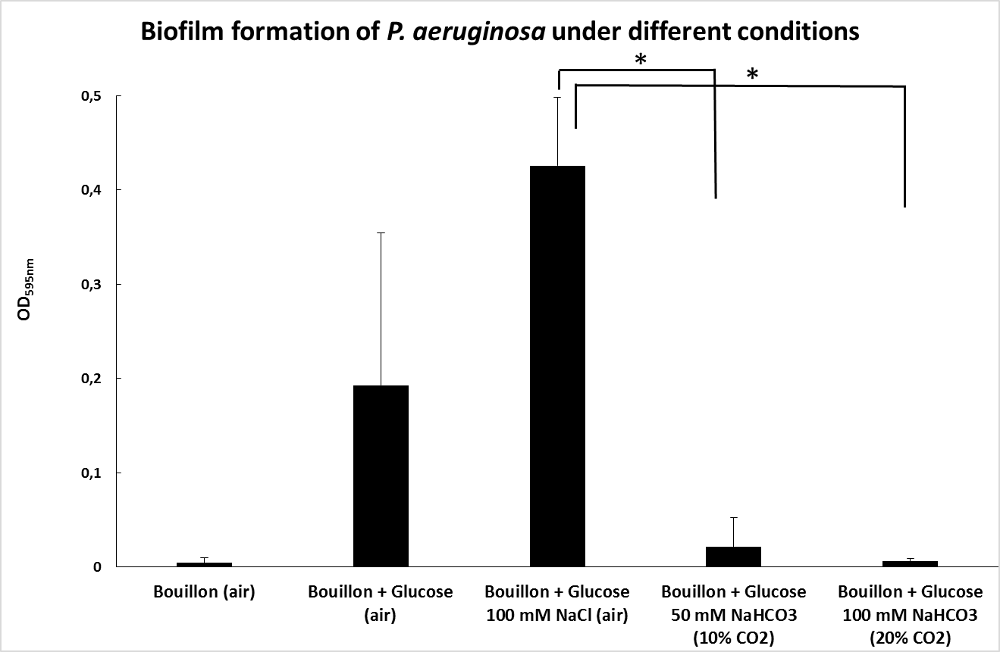 Biofilm formation of P. aeruginosa under different conditions
*
*
0,5
0,4
0,3
0,2
0,1
0
OD595nm
Bouillon (air)
Bouillon + Glucose
(air)
Bouillon + Glucose
100 mM NaCl (air)
Bouillon + Glucose
50 mM NaHCO3
(10% CO2)
Bouillon + Glucose
100 mM NaHCO3
(20% CO2)